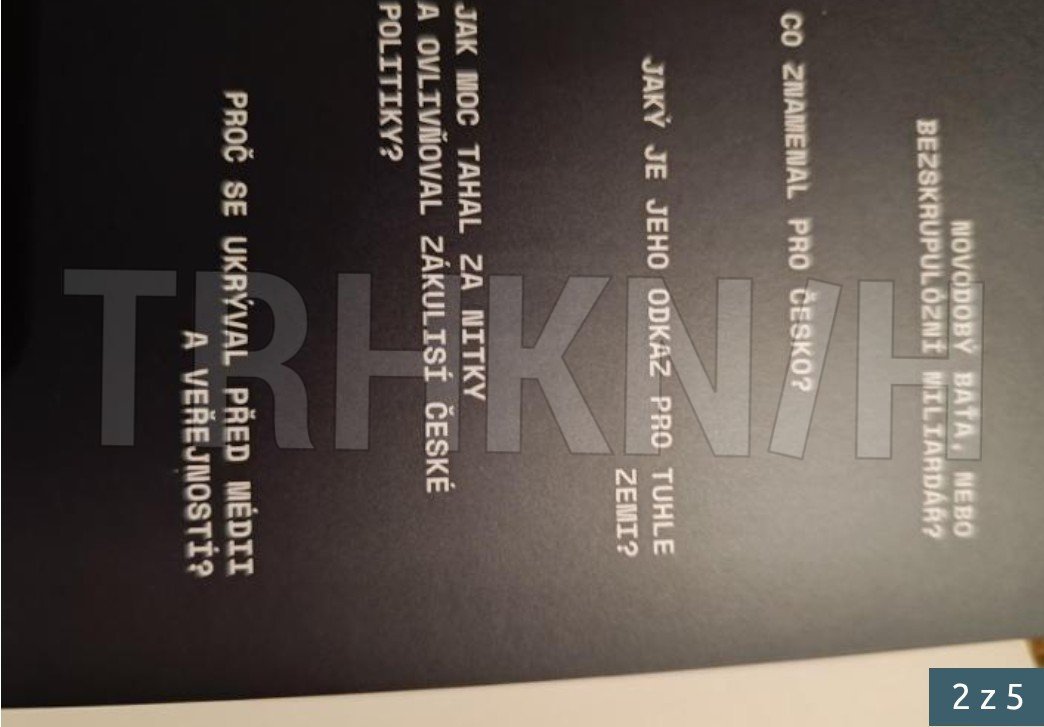 NOVODOBÝ BAŤA, NEBO
BEZSKRUPULÓZNÍ MILIARDÁŘ?
CO ZNAMENAL PRO ČESKO?
JAKÝ JE JEHO ODKAZ PRO TUHLE
ZEMI?
JAK MOC TAHAL ZA NITKY
A OVLIVŇOVAL ZÁKULISÍ ČESKÉ
POLITIKY?
PROČ SE UKRÝVAL PŘED MÉDII
A VEŘEJNOSTÍ?
TRHKN/H
2 z 5